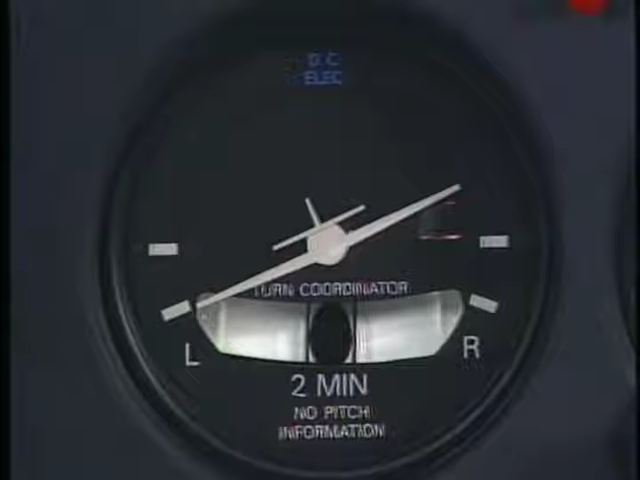 D.C.
ELEC
TURN COORDINATOR
L
R
2 MIN
NO PITCH
INFORMATION